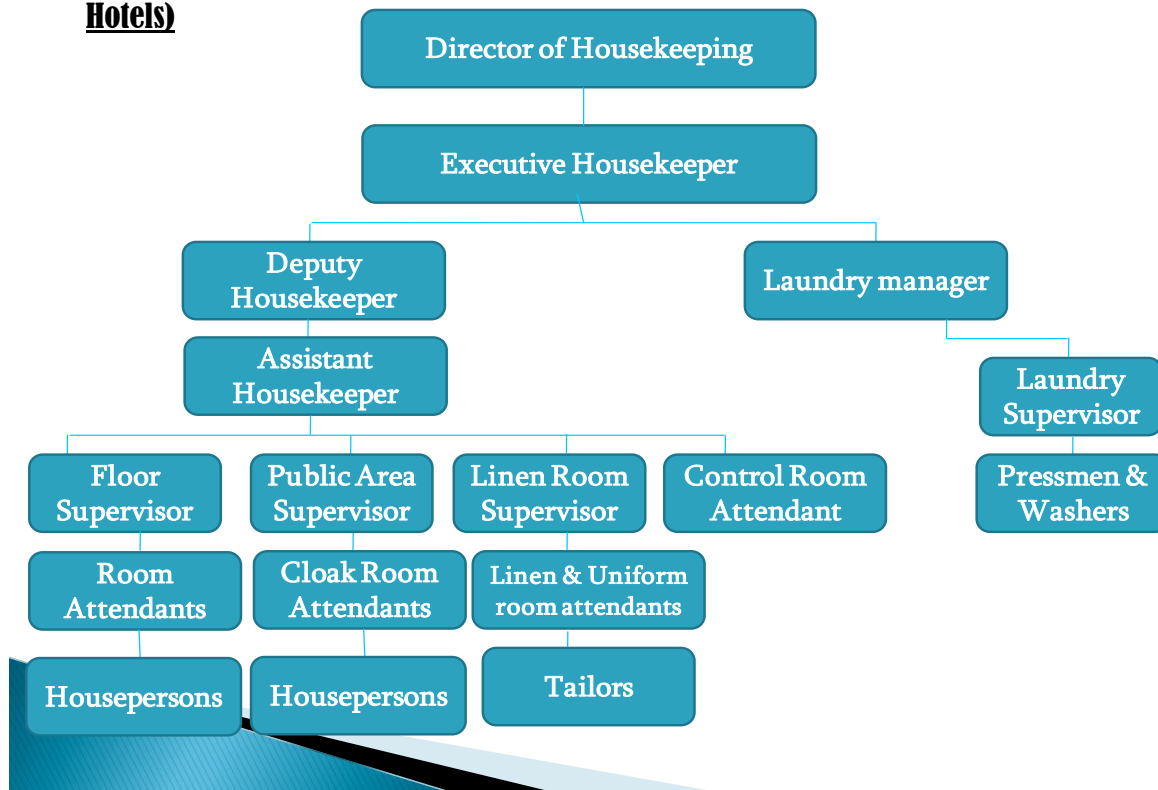 Hotels)
Director of Housekeeping
Executive Housekeeper
Deputy
Housekeeper
Laundry manager
Assistant
Housekeeper
Laundry
Supervisor
Floor
Supervisor
Public Area
Supervisor
Linen Room
Supervisor
Control Room
Attendant
Pressmen &
Washers
Room
Attendants
Cloak Room
Attendants
Linen & Uniform
room attendants
Housepersons
Housepersons
Tailors